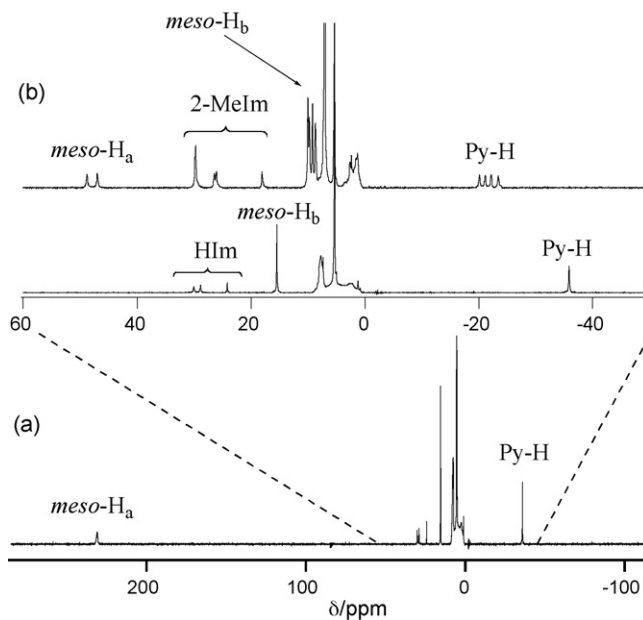 meso-Hb
(b)
2-MeIm
meso-Ha
Py-H
meso-Hb
HIm
Py-H
60 40 20 0 -20 -40
(a)
Py-H
meso-Ha
200 100 0 -100
δ/ppm